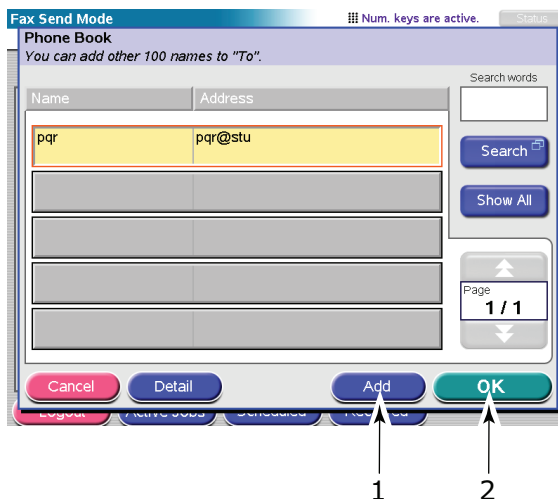 Fax Send Mode
Num. keys are active.
Status
Phone Book
You can add other 100 names to "To".
Search words
Name
Address
pqr
pqr@stu
Search
Show All
Page
1 / 1
Cancel
Detail
Add
OK
Logout
Active Jobs
Scheduled
Received
1
2